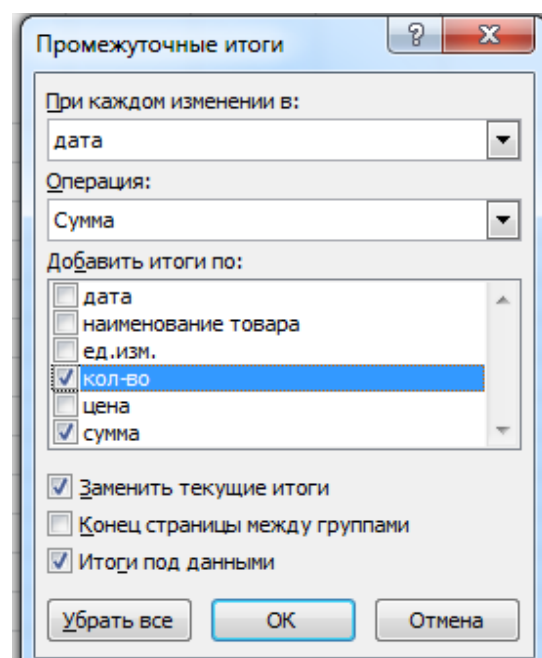 Промежуточные итоги
При каждом изменении в:
дата
Операция:
Сумма
Добавить итоги по:
дата
наименование товара
ед.изм.
кол-во
цена
сумма
Заменить текущие итоги
Конец страницы между группами
Итоги под данными
Убрать все ОК Отмена